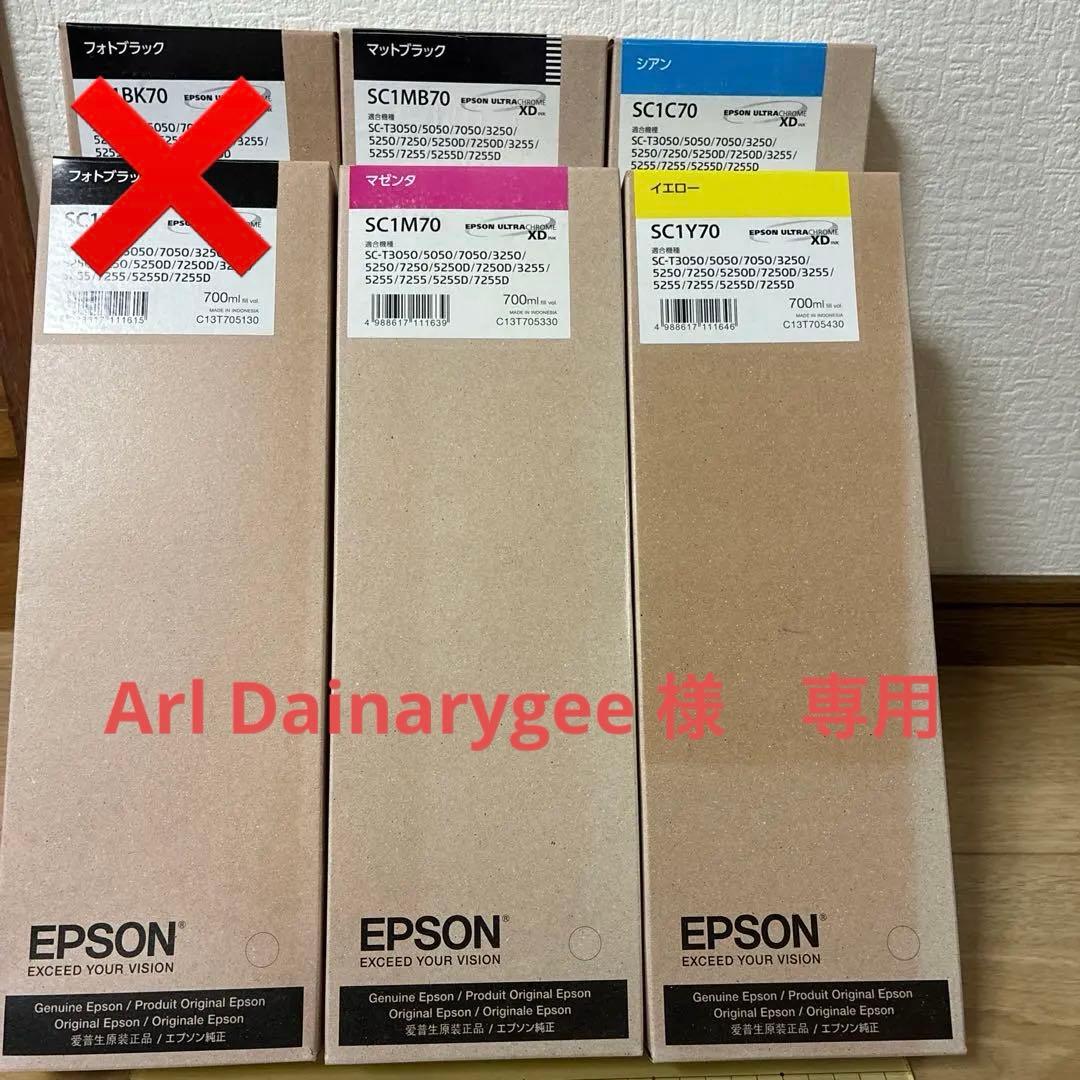 フォトブラック
1BK70
マットブラック
SC1MB70 EPSON ULTRACHROME XD INK
適合機種
SC-T3050/5050/7050/3250/
5250/7250/5250D/7250D/3255/
5255/7255/5255D/7255D
シアン
SC1C70 EPSON ULTRACHROME XD INK
適合機種
SC-T3050/5050/7050/3250/
5250/7250/5250D/7250D/3255/
5255/7255/5255D/7255D
フォトブラッ
700ml fill vol.
MADE IN INDONESIA
111615 C13T705130
マゼンタ
SC1M70 EPSON ULTRACHROME XD INK
適合機種
SC-T3050/5050/7050/3250/
5250/7250/5250D/7250D/3255/
5255/7255/5255D/7255D
700ml fill vol.
MADE IN INDONESIA
4 988617 111639 C13T705330
イエロー
SC1Y70 EPSON ULTRACHROME XD INK
適合機種
SC-T3050/5050/7050/3250/
5250/7250/5250D/7250D/3255/
5255/7255/5255D/7255D
700ml fill vol.
MADE IN INDONESIA
4 988617 111646 C13T705430
Arl Dainarygee 様 専用
EPSON®
EXCEED YOUR VISION
Genuine Epson / Produit Original Epson
Original Epson / Originale Epson
爱普生原装正品 / エプソン純正
EPSON®
EXCEED YOUR VISION
Genuine Epson / Produit Original Epson
Original Epson / Originale Epson
爱普生原装正品 / エプソン純正
EPSON®
EXCEED YOUR VISION
Genuine Epson / Produit Original Epson
Original Epson / Originale Epson
爱普生原装正品 / エプソン純正